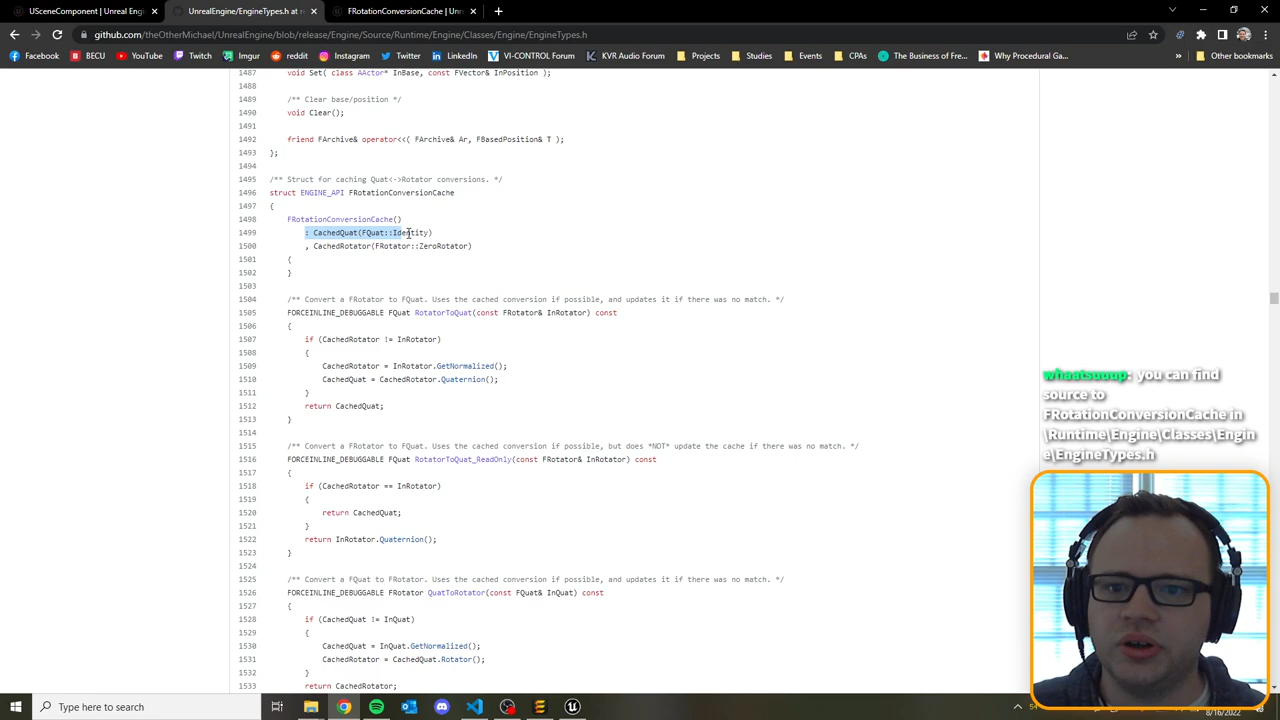 USceneComponent | Unreal Engi
UnrealEngine/EngineTypes.h at r
FRotationConversionCache | Unr
github.com/theOtherMichael/UnrealEngine/blob/release/Engine/Source/Runtime/Engine/Classes/Engine/EngineTypes.h
Facebook BECU YouTube Twitch Imgur reddit Instagram Twitter LinkedIn VI-CONTROL Forum KVR Audio Forum Projects Studies Events CPAs The Business of Fre... Why Procedural Ga... » Other bookmarks
1487 void Set( class AActor* InBase, const FVector& InPosition );
1488
1489 /** Clear base/position */
1490 void Clear();
1491
1492 friend FArchive& operator<<( FArchive& Ar, FBasedPosition& T );
1493 };
1494
1495 /** Struct for caching Quat<->Rotator conversions. */
1496 struct ENGINE_API FRotationConversionCache
1497 {
1498 FRotationConversionCache()
1499 : CachedQuat(FQuat::Identity)
1500 , CachedRotator(FRotator::ZeroRotator)
1501 {
1502 }
1503
1504 /** Convert a FRotator to FQuat. Uses the cached conversion if possible, and updates it if there was no match. */
1505 FORCEINLINE_DEBUGGABLE FQuat RotatorToQuat(const FRotator& InRotator) const
1506 {
1507 if (CachedRotator != InRotator)
1508 {
1509 CachedRotator = InRotator.GetNormalized();
1510 CachedQuat = CachedRotator.Quaternion();
1511 }
1512 return CachedQuat;
1513 }
1514
1515 /** Convert a FRotator to FQuat. Uses the cached conversion if possible, but does *NOT* update the cache if there was no match. */
1516 FORCEINLINE_DEBUGGABLE FQuat RotatorToQuat_ReadOnly(const FRotator& InRotator) const
1517 {
1518 if (CachedRotator == InRotator)
1519 {
1520 return CachedQuat;
1521 }
1522 return InRotator.Quaternion();
1523 }
1524
1525 /** Convert a FQuat to FRotator. Uses the cached conversion if possible, and updates it if there was no match. */
1526 FORCEINLINE_DEBUGGABLE FRotator QuatToRotator(const FQuat& InQuat) const
1527 {
1528 if (CachedQuat != InQuat)
1529 {
1530 CachedQuat = InQuat.GetNormalized();
1531 CachedRotator = CachedQuat.Rotator();
1532 }
1533 return CachedRotator;
whaatsuuup: you can find
source to
FRotationConversionCache in
\Runtime\Engine\Classes\Engin
e\EngineTypes.h
Type here to search
8/16/2022